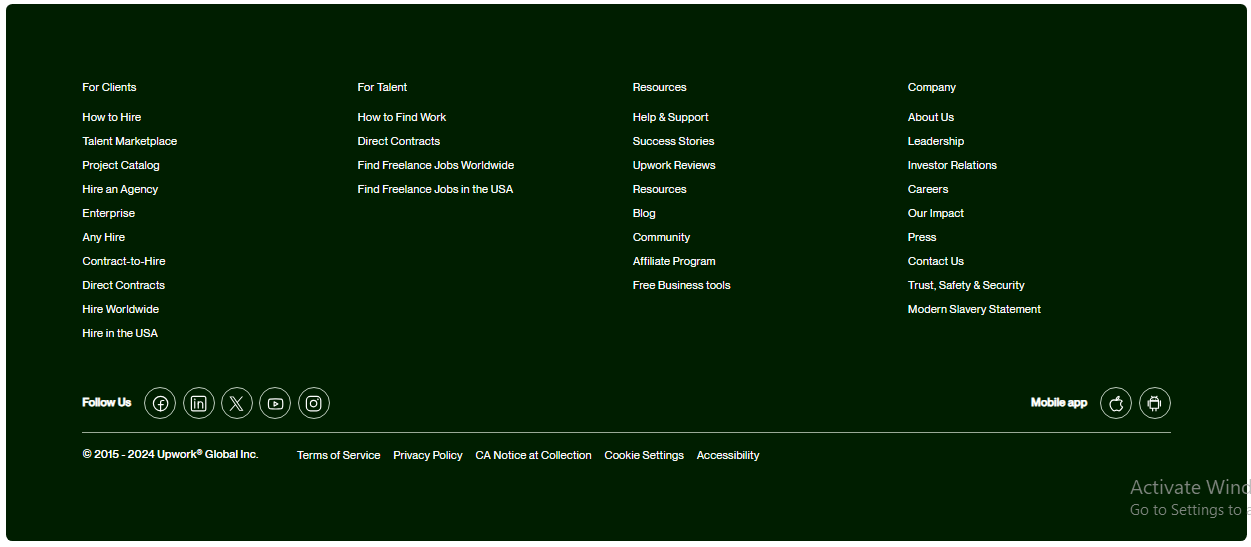 For Clients
How to Hire
Talent Marketplace
Project Catalog
Hire an Agency
Enterprise
Any Hire
Contract-to-Hire
Direct Contracts
Hire Worldwide
Hire in the USA
For Talent
How to Find Work
Direct Contracts
Find Freelance Jobs Worldwide
Find Freelance Jobs in the USA
Resources
Help & Support
Success Stories
Upwork Reviews
Resources
Blog
Community
Affiliate Program
Free Business tools
Company
About Us
Leadership
Investor Relations
Careers
Our Impact
Press
Contact Us
Trust, Safety & Security
Modern Slavery Statement
Follow Us
Mobile app
© 2015 - 2024 Upwork® Global Inc.
Terms of Service
Privacy Policy
CA Notice at Collection
Cookie Settings
Accessibility
Activate Wind
Go to Settings to